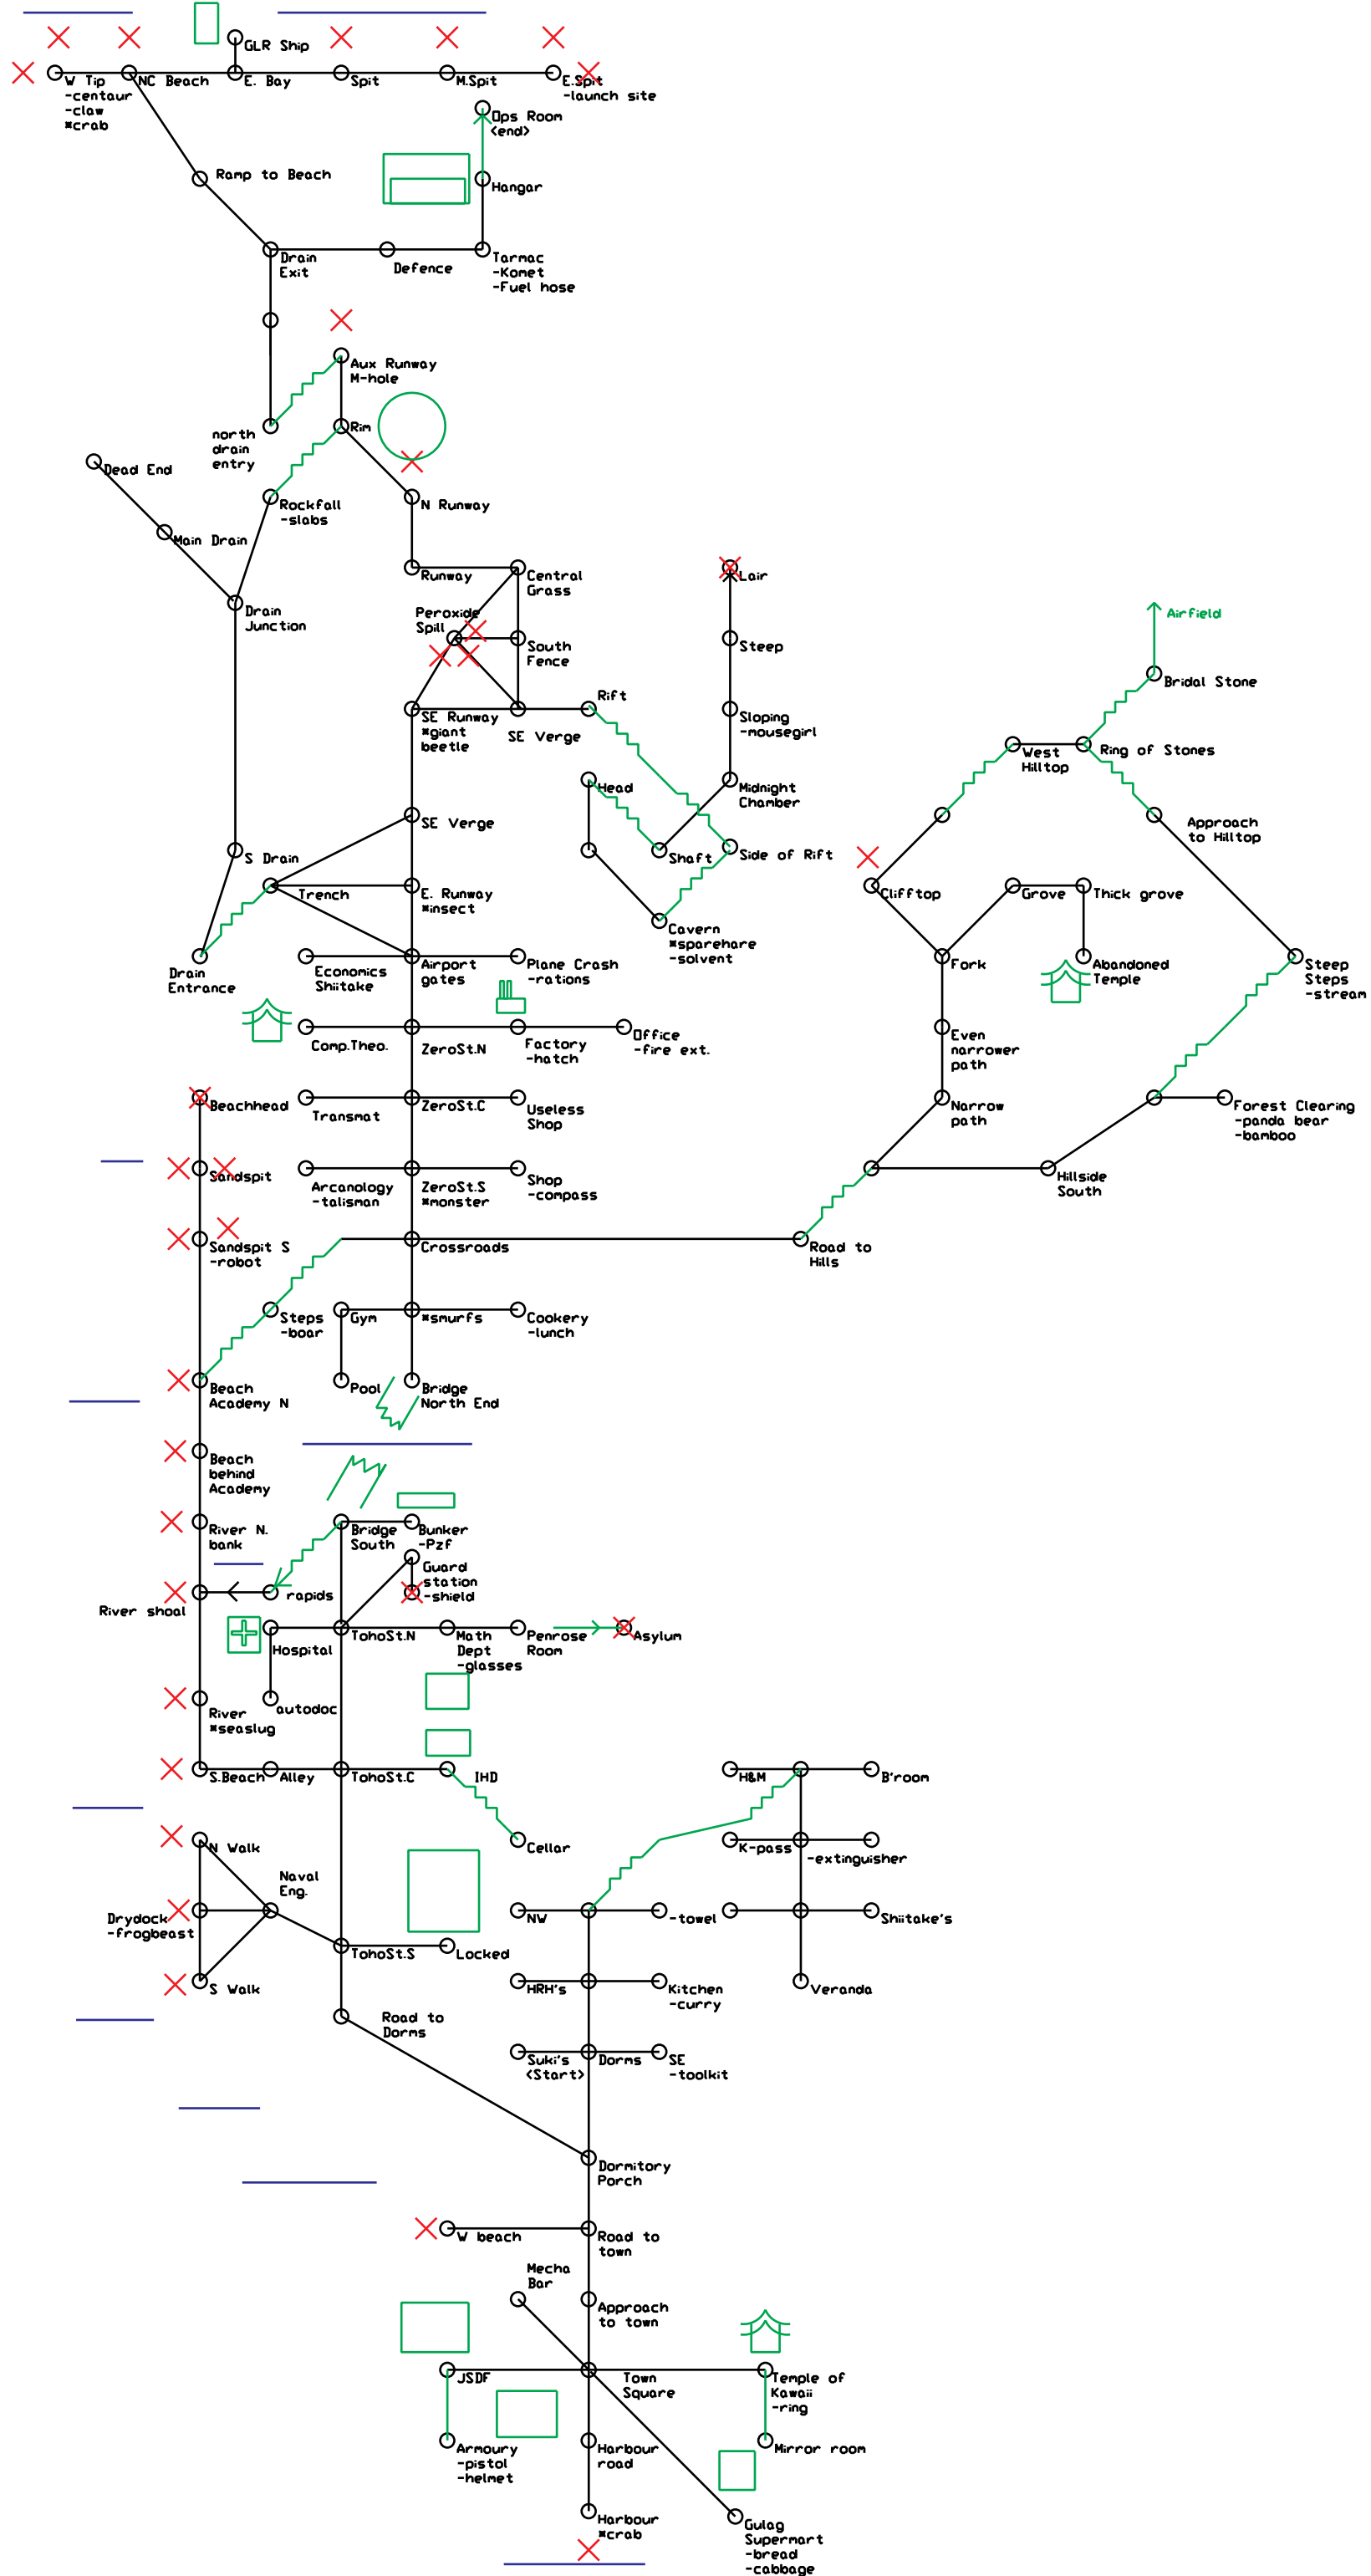 GLR Ship
W Tip
-centaur
-claw
*crab
NC Beach
E. Bay
Spit
M.Spit
E.Spit
-launch site
Ops Room
<end>
Ramp to Beach
Hangar
Drain
Exit
Defence
Tarmac
-Komet
-Fuel hose
Aux Runway
M-hole
north
drain
entry
Rim
Dead End
Rockfall
-slabs
N Runway
Main Drain
Runway
Central
Grass
Lair
Drain
Junction
Peroxide
Spill
South
Fence
Steep
Airfield
Bridal Stone
Rift
SE Runway
*giant
beetle
SE Verge
Sloping
-mousegirl
West
Hilltop
Ring of Stones
Head
Midnight
Chamber
SE Verge
Approach
to Hilltop
S Drain
Shaft
Side of Rift
Trench
E. Runway
*insect
Clifftop
Grove
Thick grove
Cavern
*sparehare
-solvent
Drain
Entrance
Economics
Shiitake
Airport
gates
Plane Crash
-rations
Fork
Abandoned
Temple
Steep
Steps
-stream
Comp.Theo.
ZeroSt.N
Factory
-hatch
Office
-fire ext.
Even
narrower
path
Beachhead
Transmat
ZeroSt.C
Useless
Shop
Narrow
path
Forest Clearing
-panda bear
-bamboo
Sandspit
Arcanology
-talisman
ZeroSt.S
*monster
Shop
-compass
Hillside
South
Sandspit S
-robot
Crossroads
Road to
Hills
Steps
-boar
Gym
*smurfs
Cookery
-lunch
Beach
Academy N
Pool
Bridge
North End
Beach
behind
Academy
River N.
bank
Bridge
South
Bunker
-Pzf
Guard
station
-shield
River shoal
rapids
Hospital
TohoSt.N
Math
Dept
-glasses
Penrose
Room
Asylum
River
*seaslug
autodoc
S.Beach
Alley
TohoSt.C
IHD
H&M
B'room
N Walk
Cellar
K-pass
-extinguisher
Naval
Eng.
Drydock
-frogbeast
NW
-towel
Shiitake's
TohoSt.S
Locked
S Walk
HRH's
Kitchen
-curry
Veranda
Road to
Dorms
Suki's
<Start>
Dorms
SE
-toolkit
Dormitory
Porch
W beach
Road to
town
Mecha
Bar
Approach
to town
JSDF
Town
Square
Temple of
Kawaii
-ring
Armoury
-pistol
-helmet
Harbour
road
Mirror room
Harbour
*crab
Gulag
Supermart
-bread
-cabbage